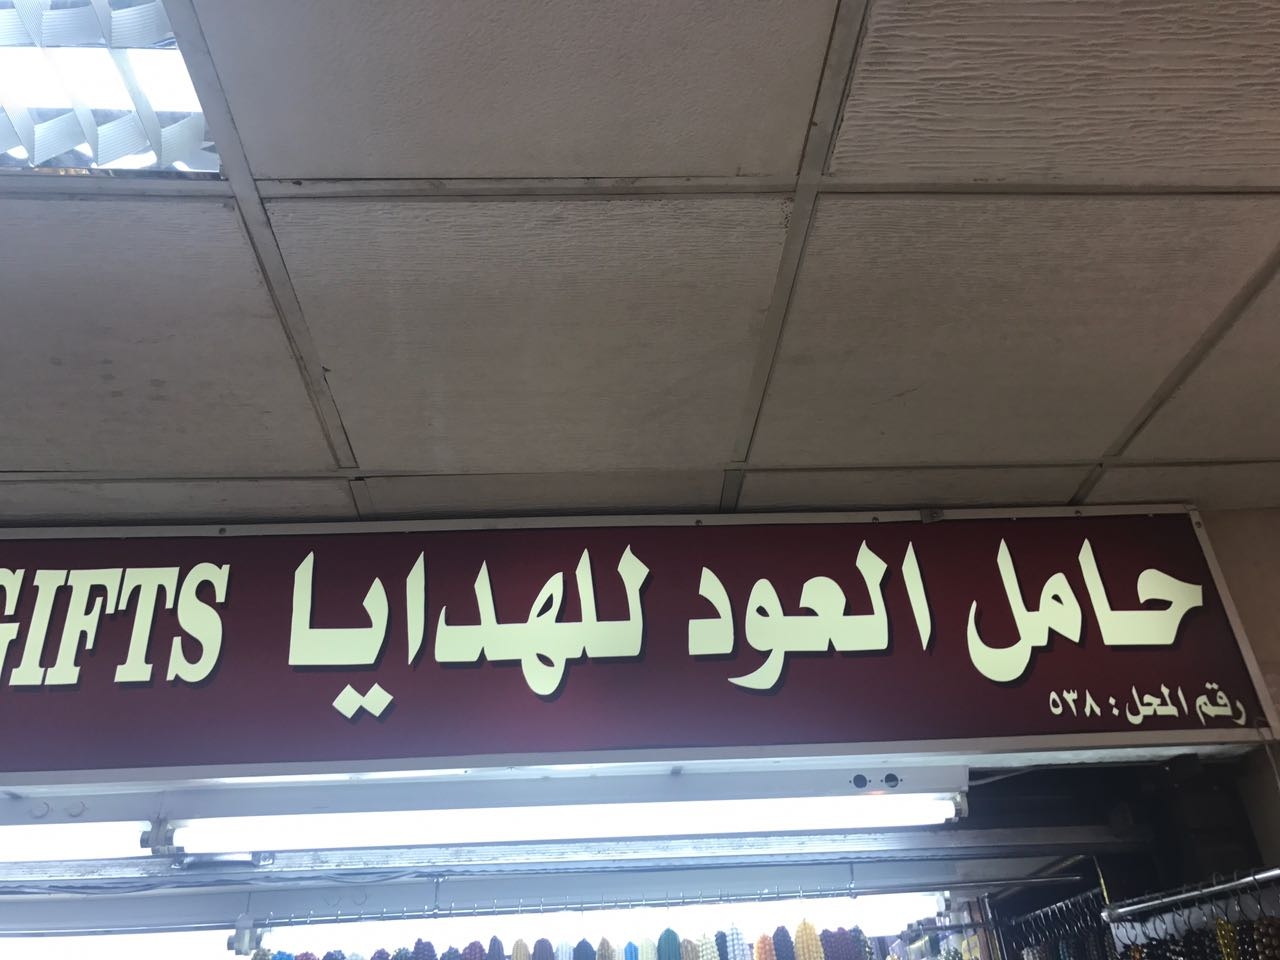 حامل العود للهدايا GIFTS
رقم المحل : ٥٣٨